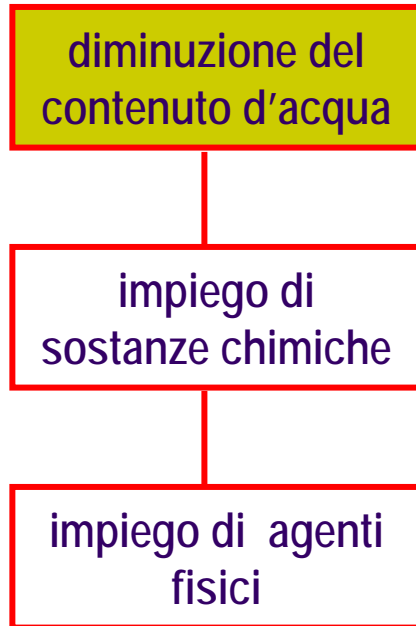 diminuzione del
contenuto d'acqua
impiego di
sostanze chimiche
impiego di agenti
fisici